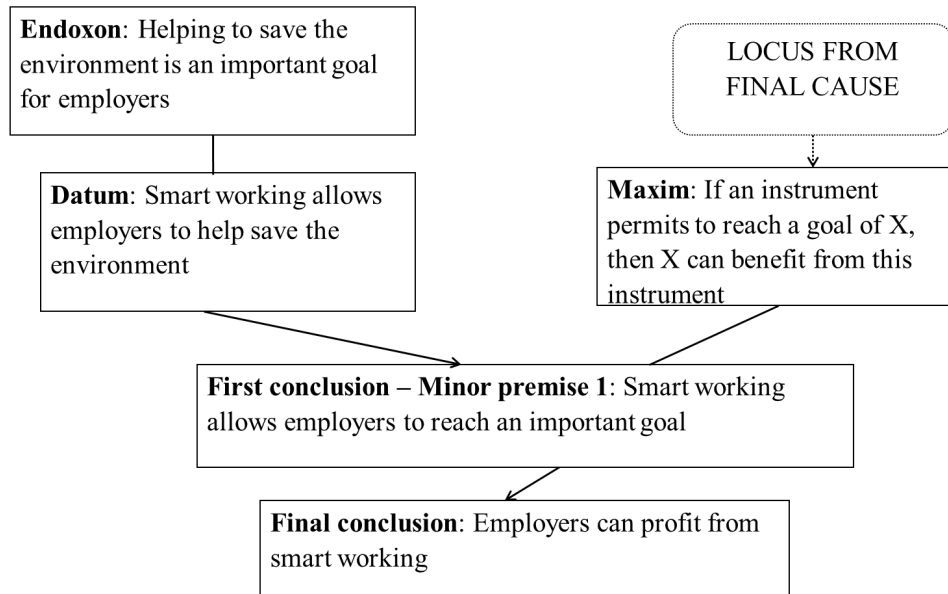 Endoxon: Helping to save the
environment is an important goal
for employers
LOCUS FROM
FINAL CAUSE
Datum: Smart working allows
employers to help save the
environment
Maxim: If an instrument
permits to reach a goal of X,
then X can benefit from this
instrument
First conclusion – Minor premise 1: Smart working
allows employers to reach an important goal
Final conclusion: Employers can profit from
smart working